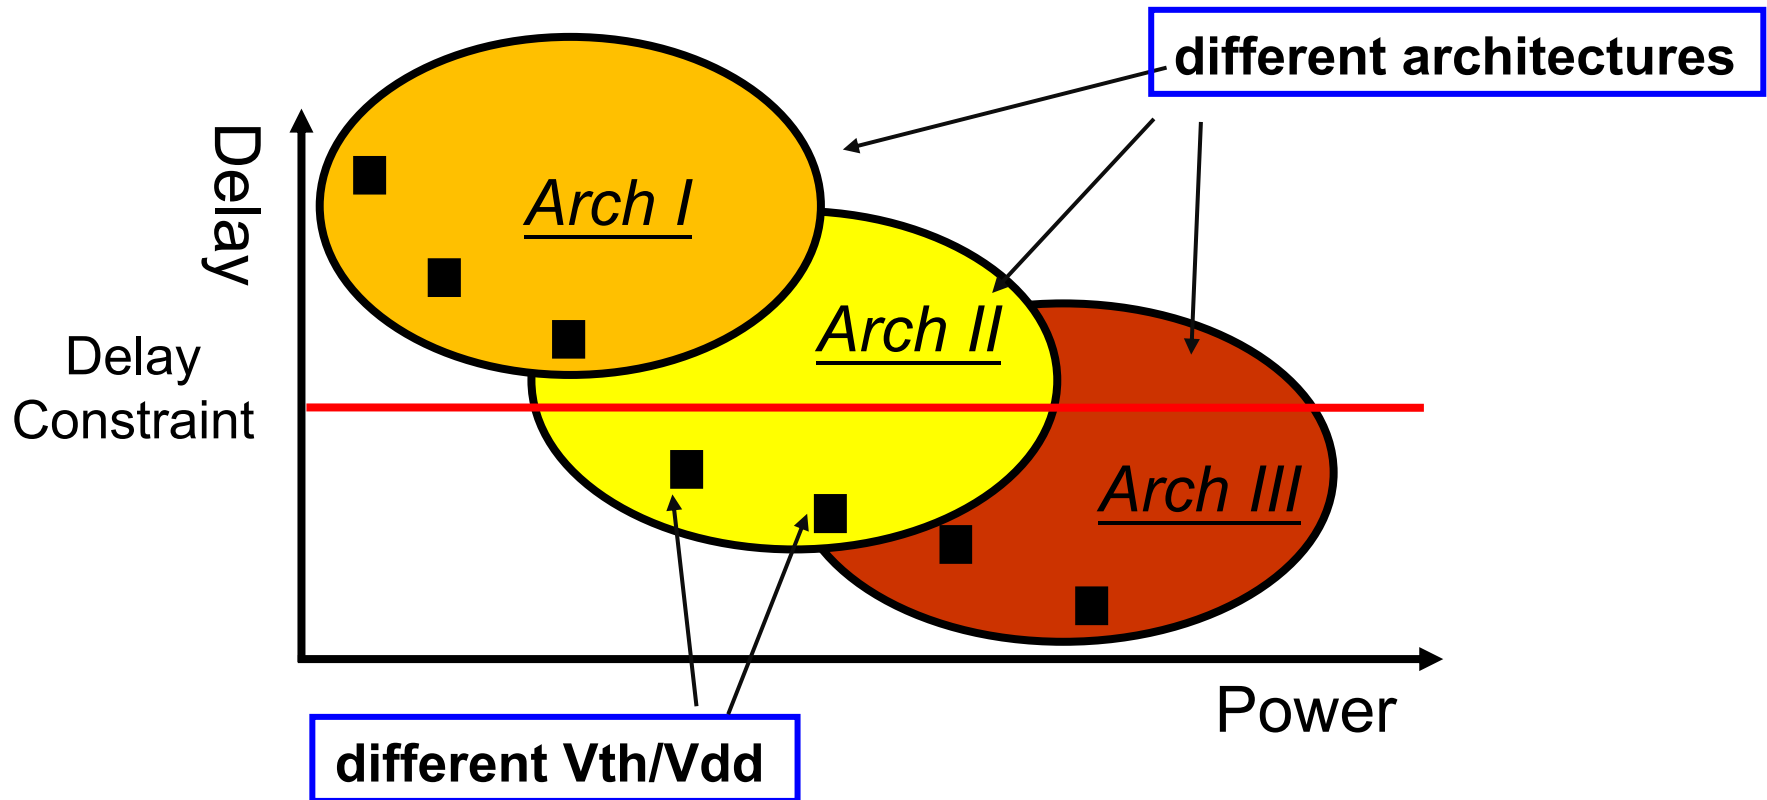 different architectures
Delay
Arch I
Arch II
Delay
Constraint
Arch III
Power
different Vth/Vdd